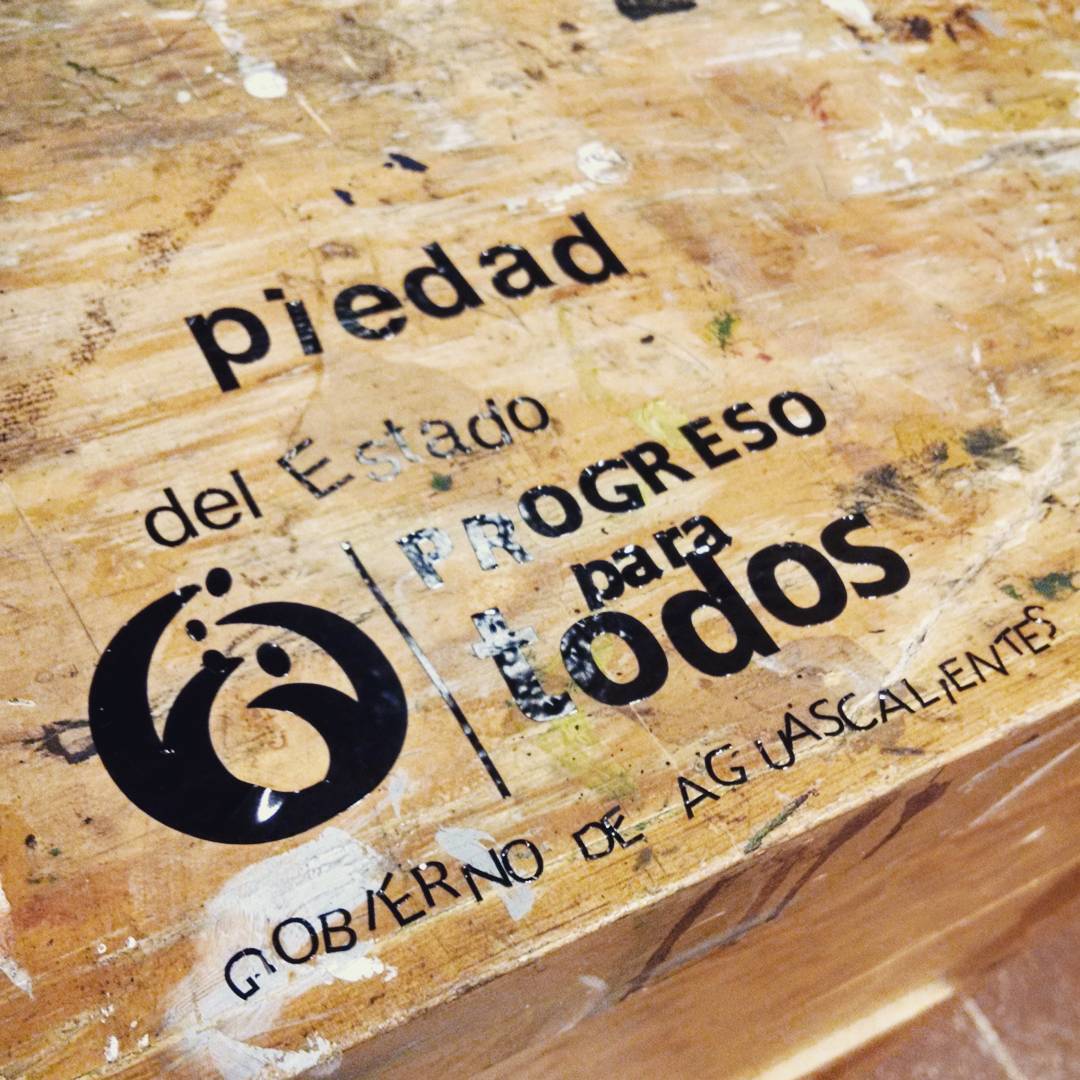 piedad
del Estado
PROGRESO
para
todos
GOBIERNO DE AGUASCALIENTES